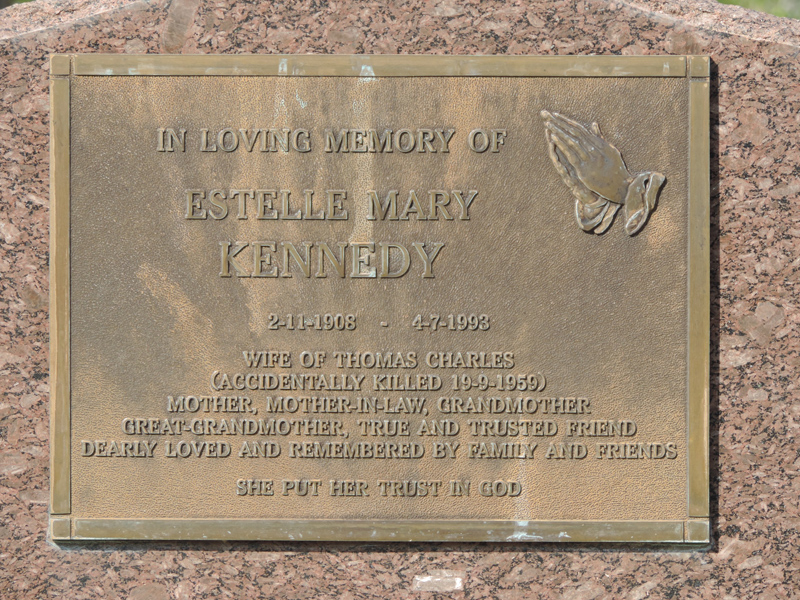 IN LOVING MEMORY OF
ESTELLE MARY
KENNEDY
2-11-1908 - 4-7-1993
WIFE OF THOMAS CHARLES
(ACCIDENTALLY KILLED 19-9-1959)
MOTHER, MOTHER-IN-LAW, GRANDMOTHER
GREAT-GRANDMOTHER, TRUE AND TRUSTED FRIEND
DEARLY LOVED AND REMEMBERED BY FAMILY AND FRIENDS
SHE PUT HER TRUST IN GOD